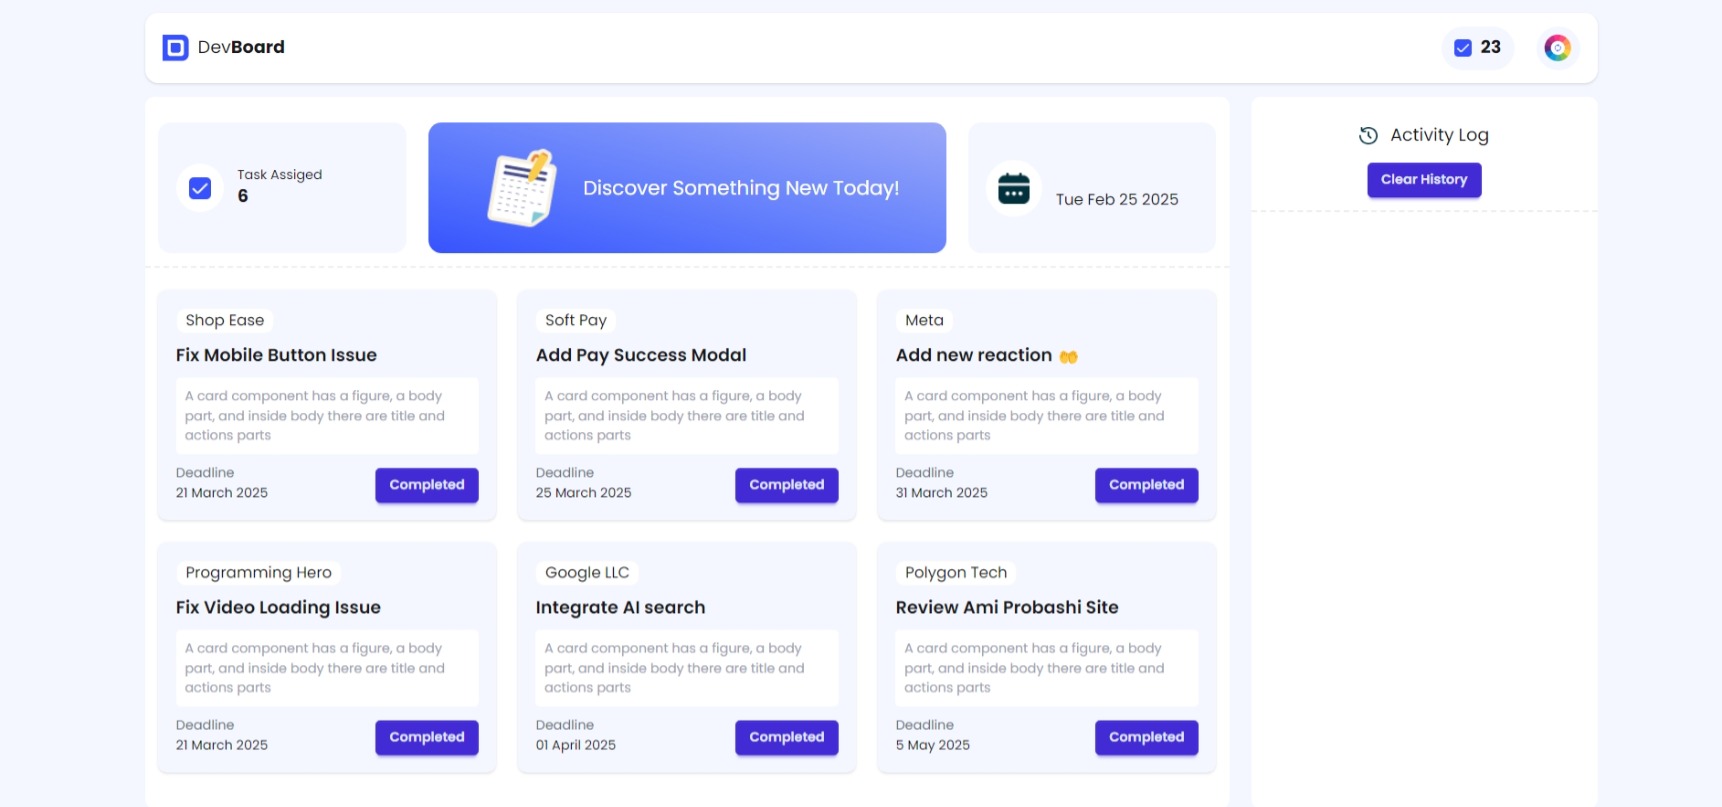 DevBoard
23
Task Assiged
6
Discover Something New Today!
Tue Feb 25 2025
Activity Log
Clear History
Shop Ease
Fix Mobile Button Issue
A card component has a figure, a body
part, and inside body there are title and
actions parts
Deadline
21 March 2025
Completed
Soft Pay
Add Pay Success Modal
A card component has a figure, a body
part, and inside body there are title and
actions parts
Deadline
25 March 2025
Completed
Meta
Add new reaction 🤲
A card component has a figure, a body
part, and inside body there are title and
actions parts
Deadline
31 March 2025
Completed
Programming Hero
Fix Video Loading Issue
A card component has a figure, a body
part, and inside body there are title and
actions parts
Deadline
21 March 2025
Completed
Google LLC
Integrate AI search
A card component has a figure, a body
part, and inside body there are title and
actions parts
Deadline
01 April 2025
Completed
Polygon Tech
Review Ami Probashi Site
A card component has a figure, a body
part, and inside body there are title and
actions parts
Deadline
5 May 2025
Completed